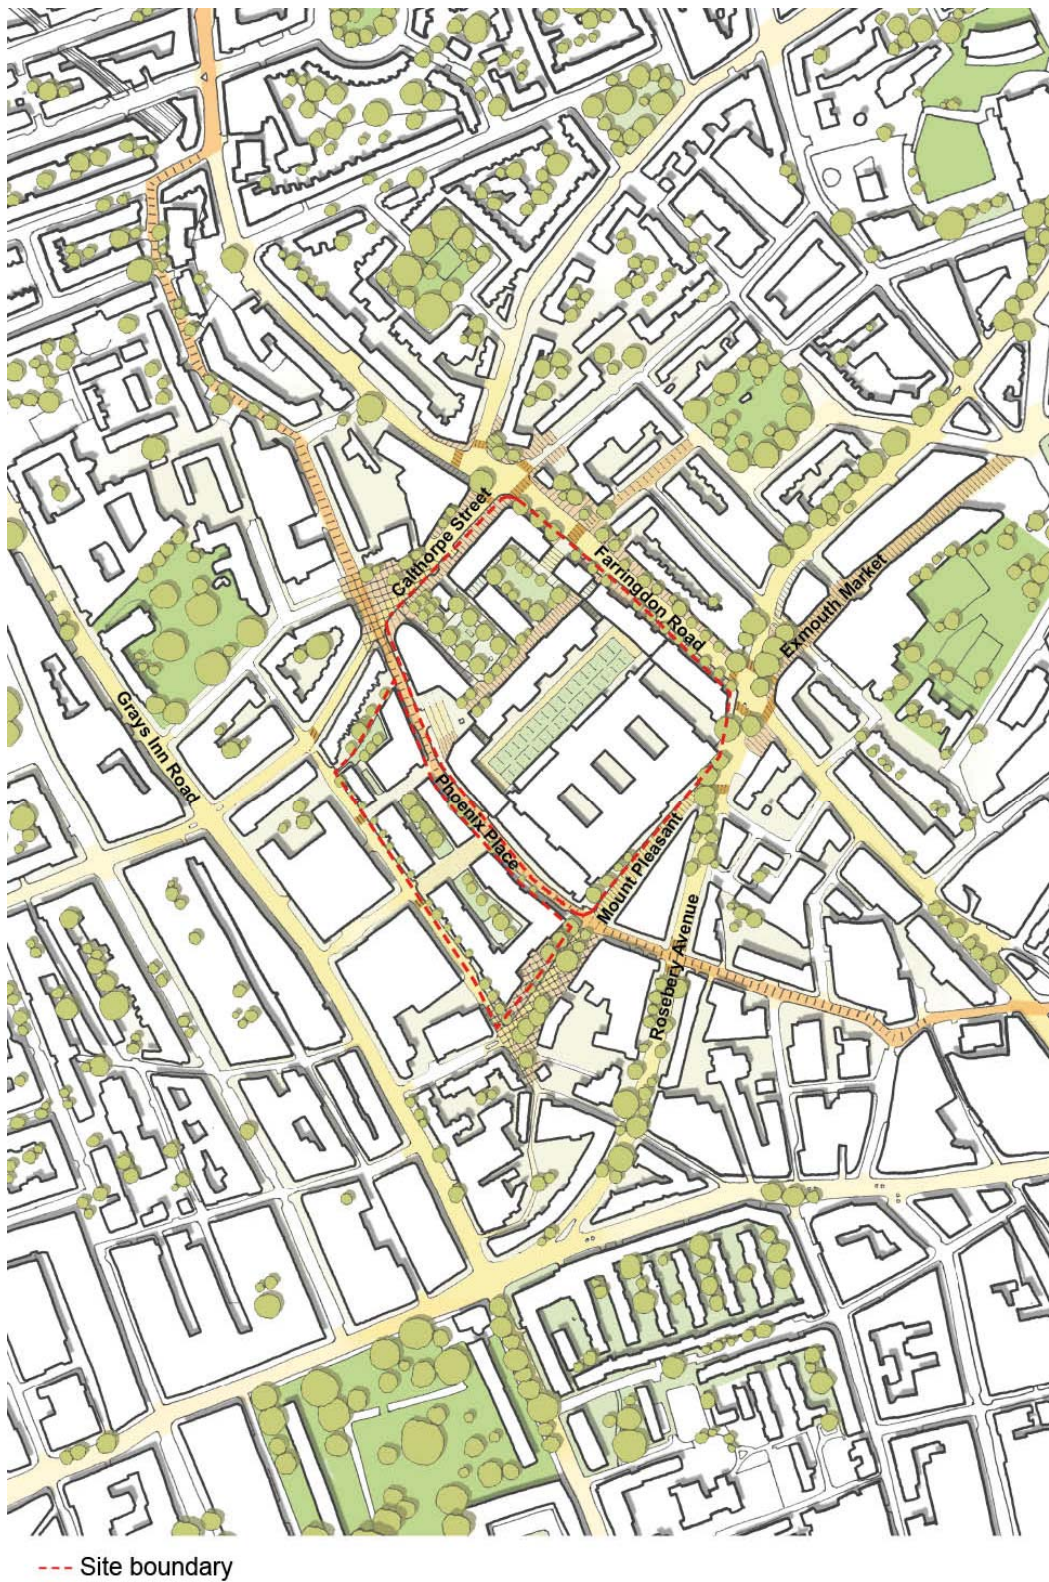 Calthorpe Street
Farringdon Road
Exmouth Market
Grays Inn Road
Phoenix Place
Mount Pleasant
Rosebery Avenue
Site boundary